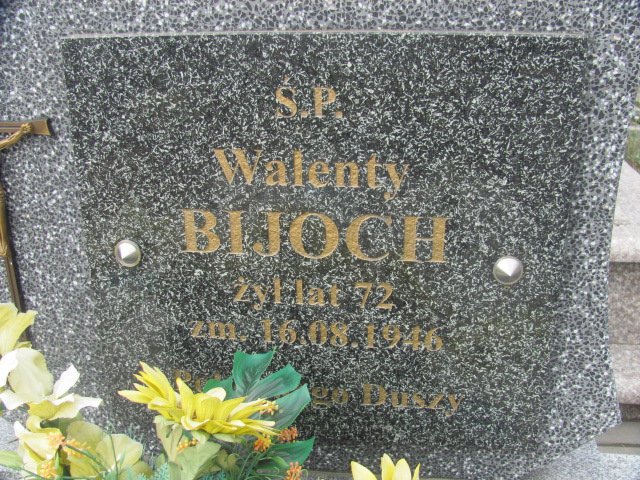 Ś.P.
Walenty
BIJOCH
żył lat 72
zm. 16.08.1946
Duszy